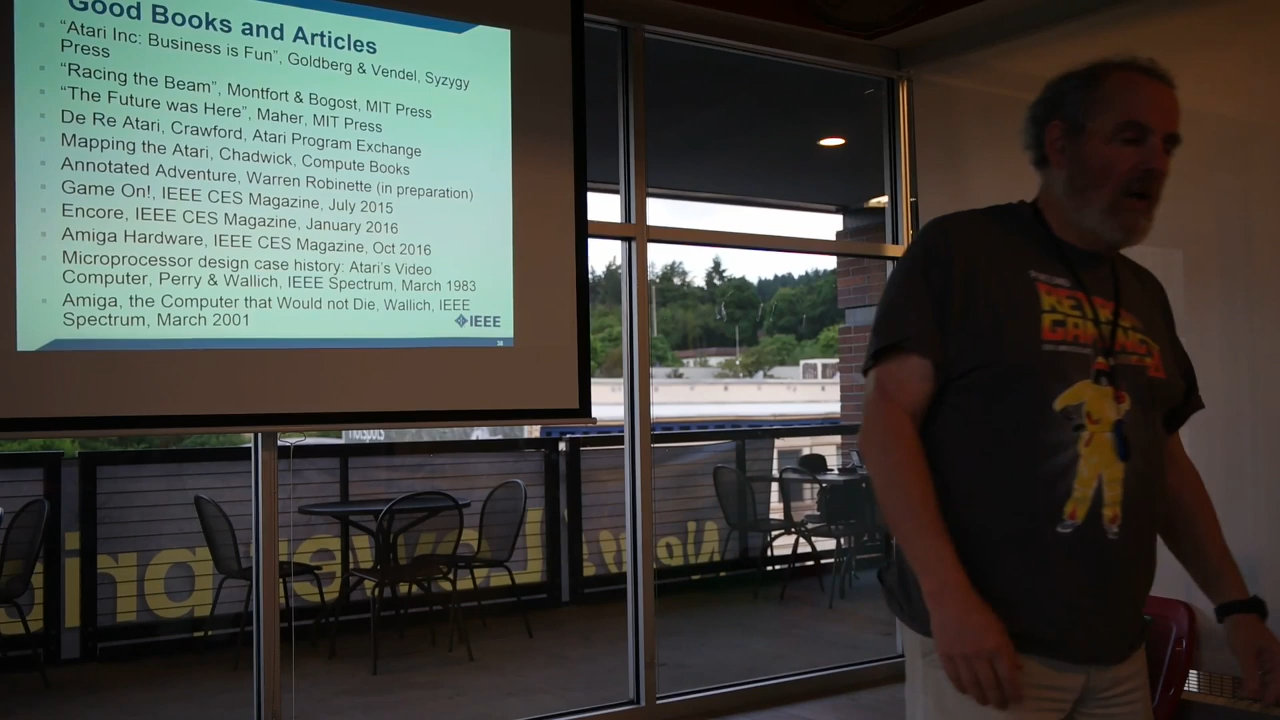 Good Books and Articles
"Atari Inc: Business is Fun", Goldberg & Vendel, Syzygy
Press
"Racing the Beam", Montfort & Bogost, MIT Press
"The Future was Here", Maher, MIT Press
De Re Atari, Crawford, Atari Program Exchange
Mapping the Atari, Chadwick, Compute Books
Annotated Adventure, Warren Robinette (in preparation)
Game On!, IEEE CES Magazine, July 2015
Encore, IEEE CES Magazine, January 2016
Amiga Hardware, IEEE CES Magazine, Oct 2016
Microprocessor design case history: Atari's Video
Computer, Perry & Wallich, IEEE Spectrum, March 1983
Amiga, the Computer that Would not Die, Wallich, IEEE
Spectrum, March 2001
IEEE
38
RETRO
GAMING